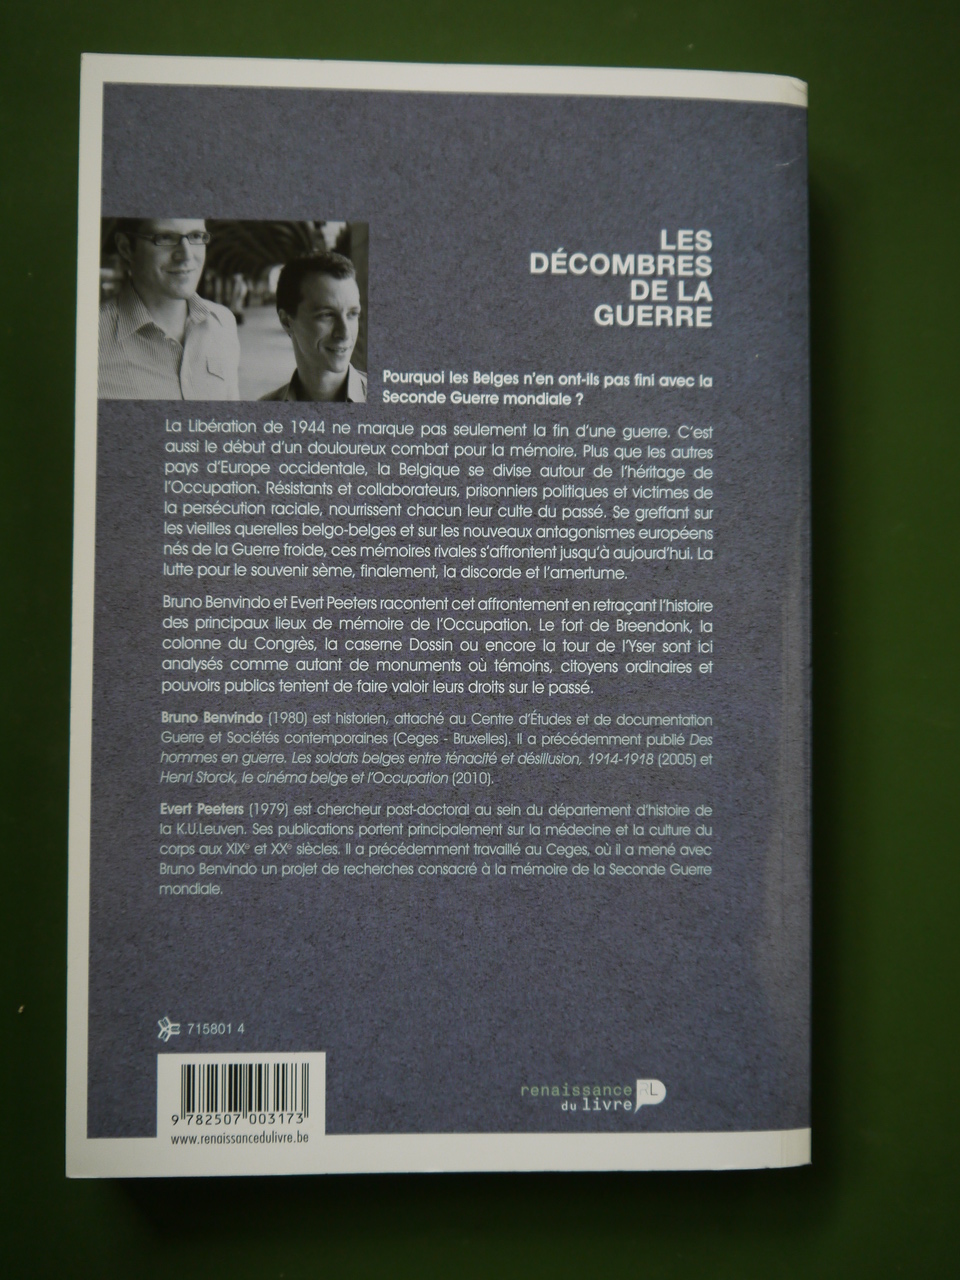 LES
DÉCOMBRES
DE LA
GUERRE
Pourquoi les Belges n'en ont-ils pas fini avec la
Seconde Guerre mondiale ?
La Libération de 1944 ne marque pas seulement la fin d'une guerre. C'est
aussi le début d'un douloureux combat pour la mémoire. Plus que les autres
pays d'Europe occidentale, la Belgique se divise autour de l'héritage de
l'Occupation. Résistants et collaborateurs, prisonniers politiques et victimes de
la persécution raciale, nourrissent chacun leur culte du passé. Se greffant sur
les vieilles querelles belgo-belges et sur les nouveaux antagonismes européens
nés de la Guerre froide, ces mémoires rivales s'affrontent jusqu'à aujourd'hui. La
lutte pour le souvenir sème, finalement, la discorde et l'amertume.
Bruno Benvindo et Evert Peeters racontent cet affrontement en retraçant l'histoire
des principaux lieux de mémoire de l'Occupation. Le fort de Breendonk, la
colonne du Congrès, la caserne Dossin ou encore la tour de l'Yser sont ici
analysés comme autant de monuments où témoins, citoyens ordinaires et
pouvoirs publics tentent de faire valoir leurs droits sur le passé.
Bruno Benvindo (1980) est historien, attaché au Centre d'Études et de documentation
Guerre et Sociétés contemporaines (Ceges - Bruxelles). Il a précédemment publié Des
hommes en guerre. Les soldats belges entre ténacité et désillusion, 1914-1918 (2005) et
Henri Storck, le cinéma belge et l'Occupation (2010).
Evert Peeters (1979) est chercheur post-doctoral au sein du département d'histoire de
la K.U.Leuven. Ses publications portent principalement sur la médecine et la culture du
corps aux XIXe et XXe siècles. Il a précédemment travaillé au Ceges, où il a mené avec
Bruno Benvindo un projet de recherches consacré à la mémoire de la Seconde Guerre
mondiale.
715801 4
9 782507 003173
www.renaissancedulivre.be
renaissance
du livre
RL